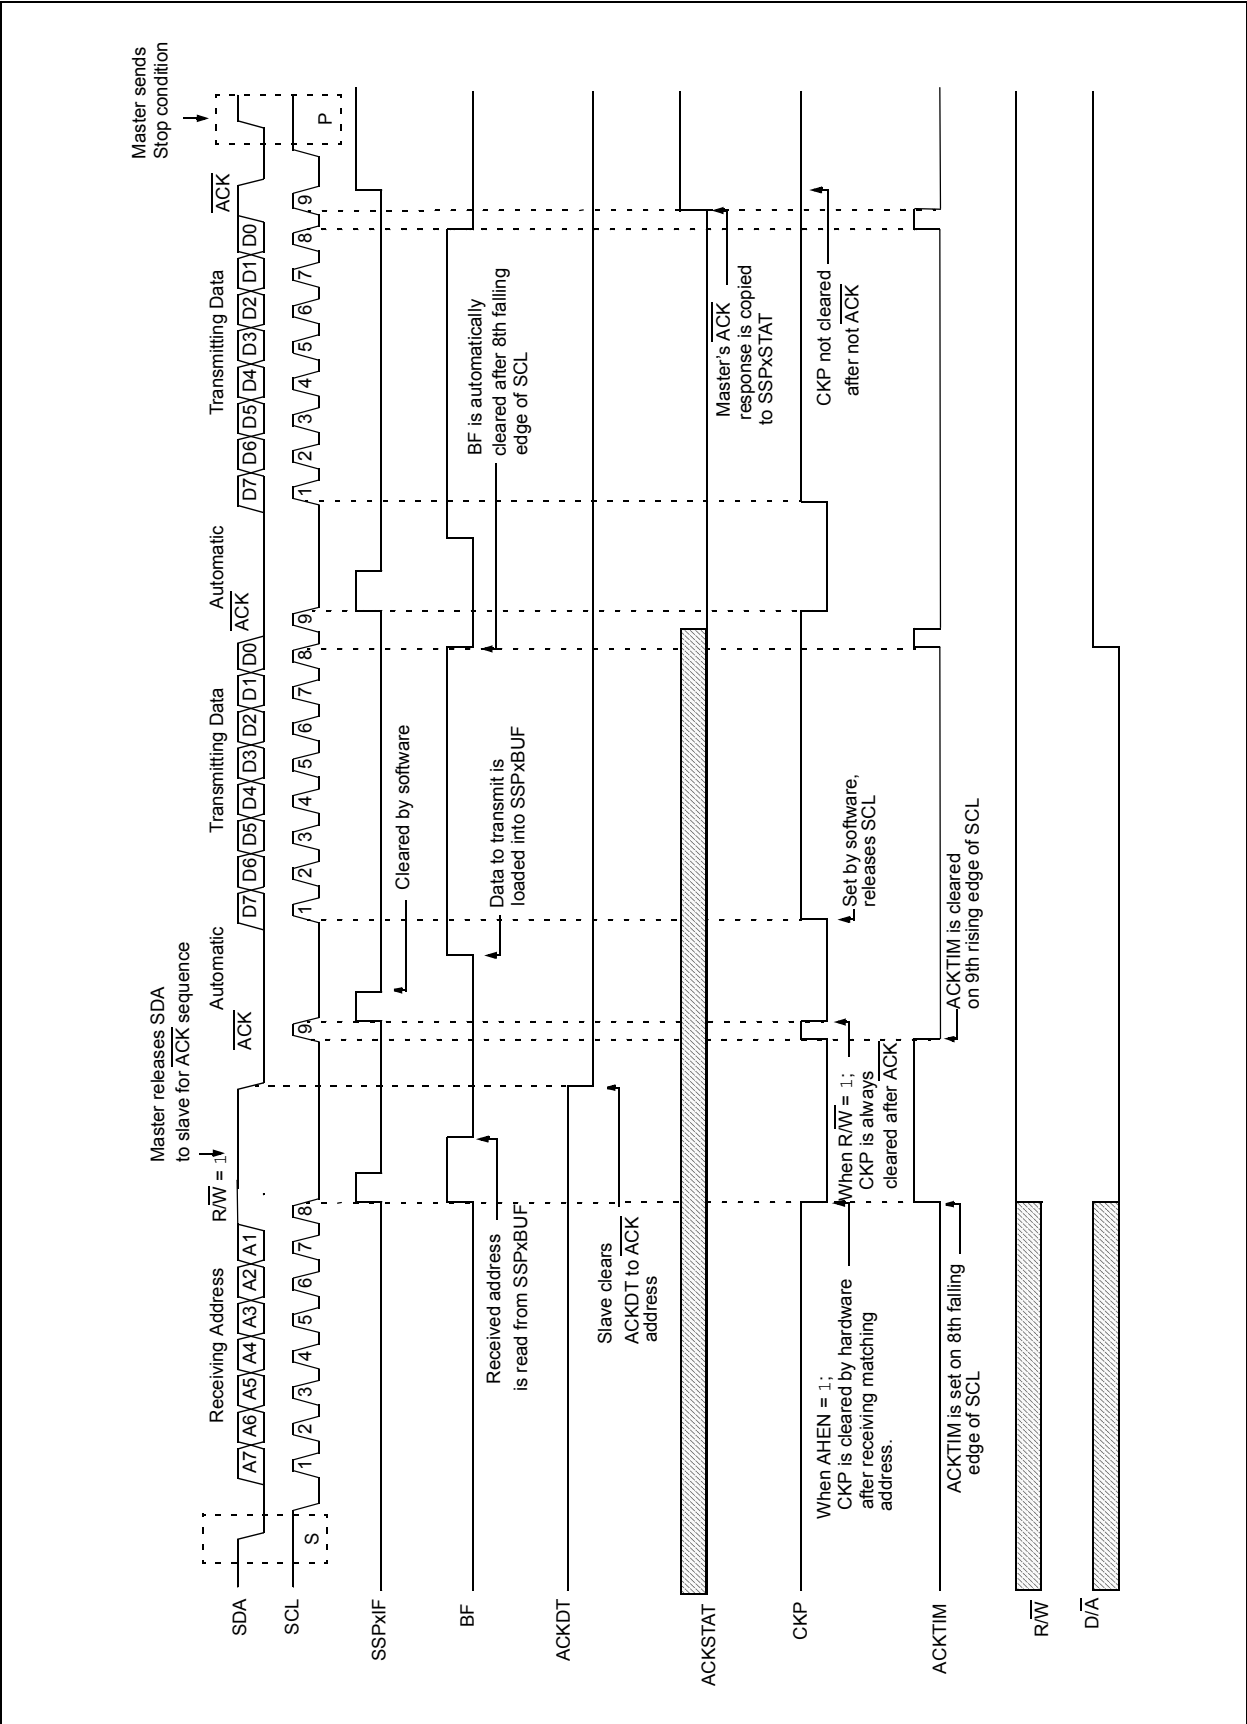 Master sends
Stop condition
Master releases SDA
to slave for ACK sequence
Receiving Address
R/W = 1
ACK
Automatic
Transmitting Data
ACK
Automatic
Transmitting Data
ACK
SDA
A7 A6 A5 A4 A3 A2 A1
D7 D6 D5 D4 D3 D2 D1 D0
D7 D6 D5 D4 D3 D2 D1 D0
SCL
S
1 2 3 4 5 6 7 8 9
1 2 3 4 5 6 7 8 9
1 2 3 4 5 6 7 8 9
P
SSPxIF
Cleared by software
BF
Received address
is read from SSPxBUF
Data to transmit is
loaded into SSPxBUF
BF is automatically
cleared after 8th falling
edge of SCL
ACKDT
Slave clears
ACKDT to ACK
address
ACKSTAT
Master's ACK
response is copied
to SSPxSTAT
CKP
When AHEN = 1;
CKP is cleared by hardware
after receiving matching
address.
When R/W = 1;
CKP is always
cleared after ACK
Set by software,
releases SCL
CKP not cleared
after not ACK
ACKTIM
ACKTIM is set on 8th falling
edge of SCL
ACKTIM is cleared
on 9th rising edge of SCL
R/W
D/A